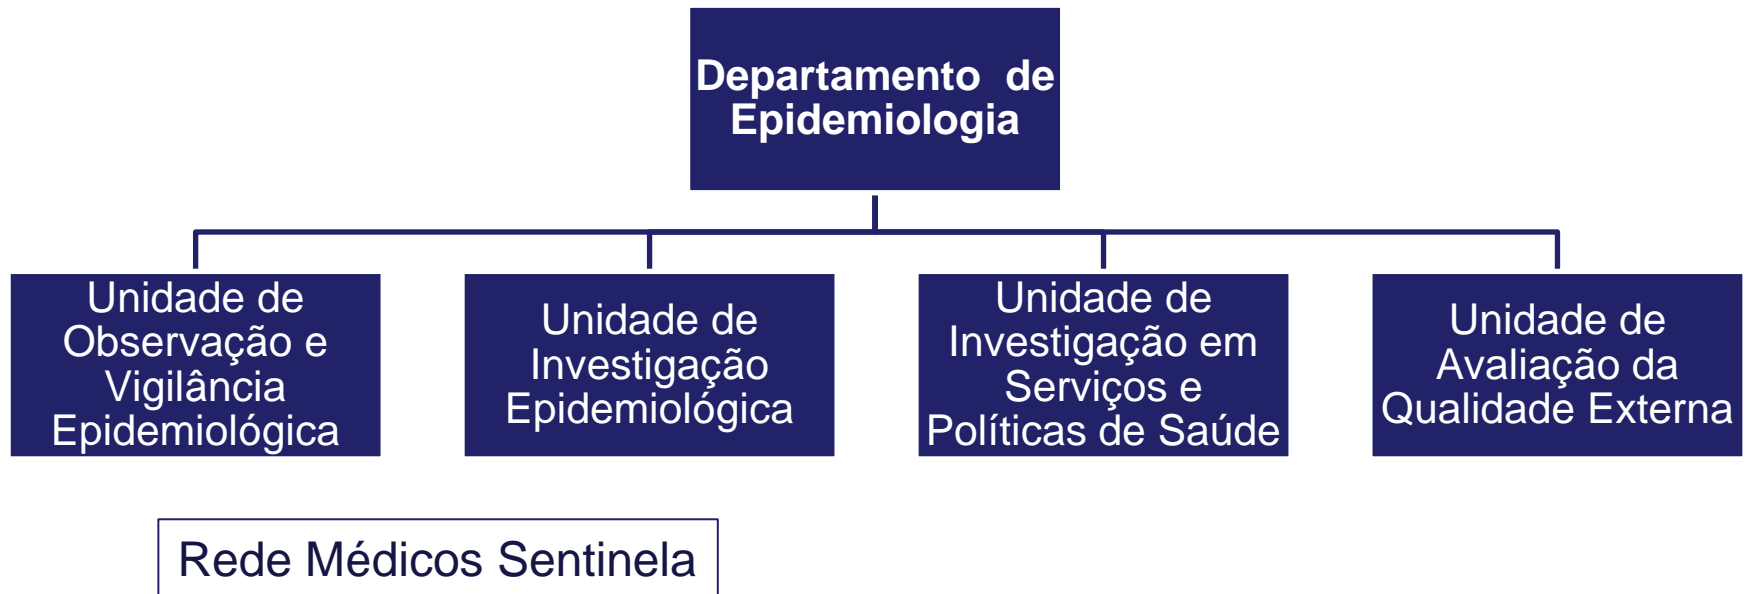 Departamento de
Epidemiologia
Unidade de
Observação e
Vigilância
Epidemiológica
Unidade de
Investigação
Epidemiológica
Unidade de
Investigação em
Serviços e
Políticas de Saúde
Unidade de
Avaliação da
Qualidade Externa
Rede Médicos Sentinela